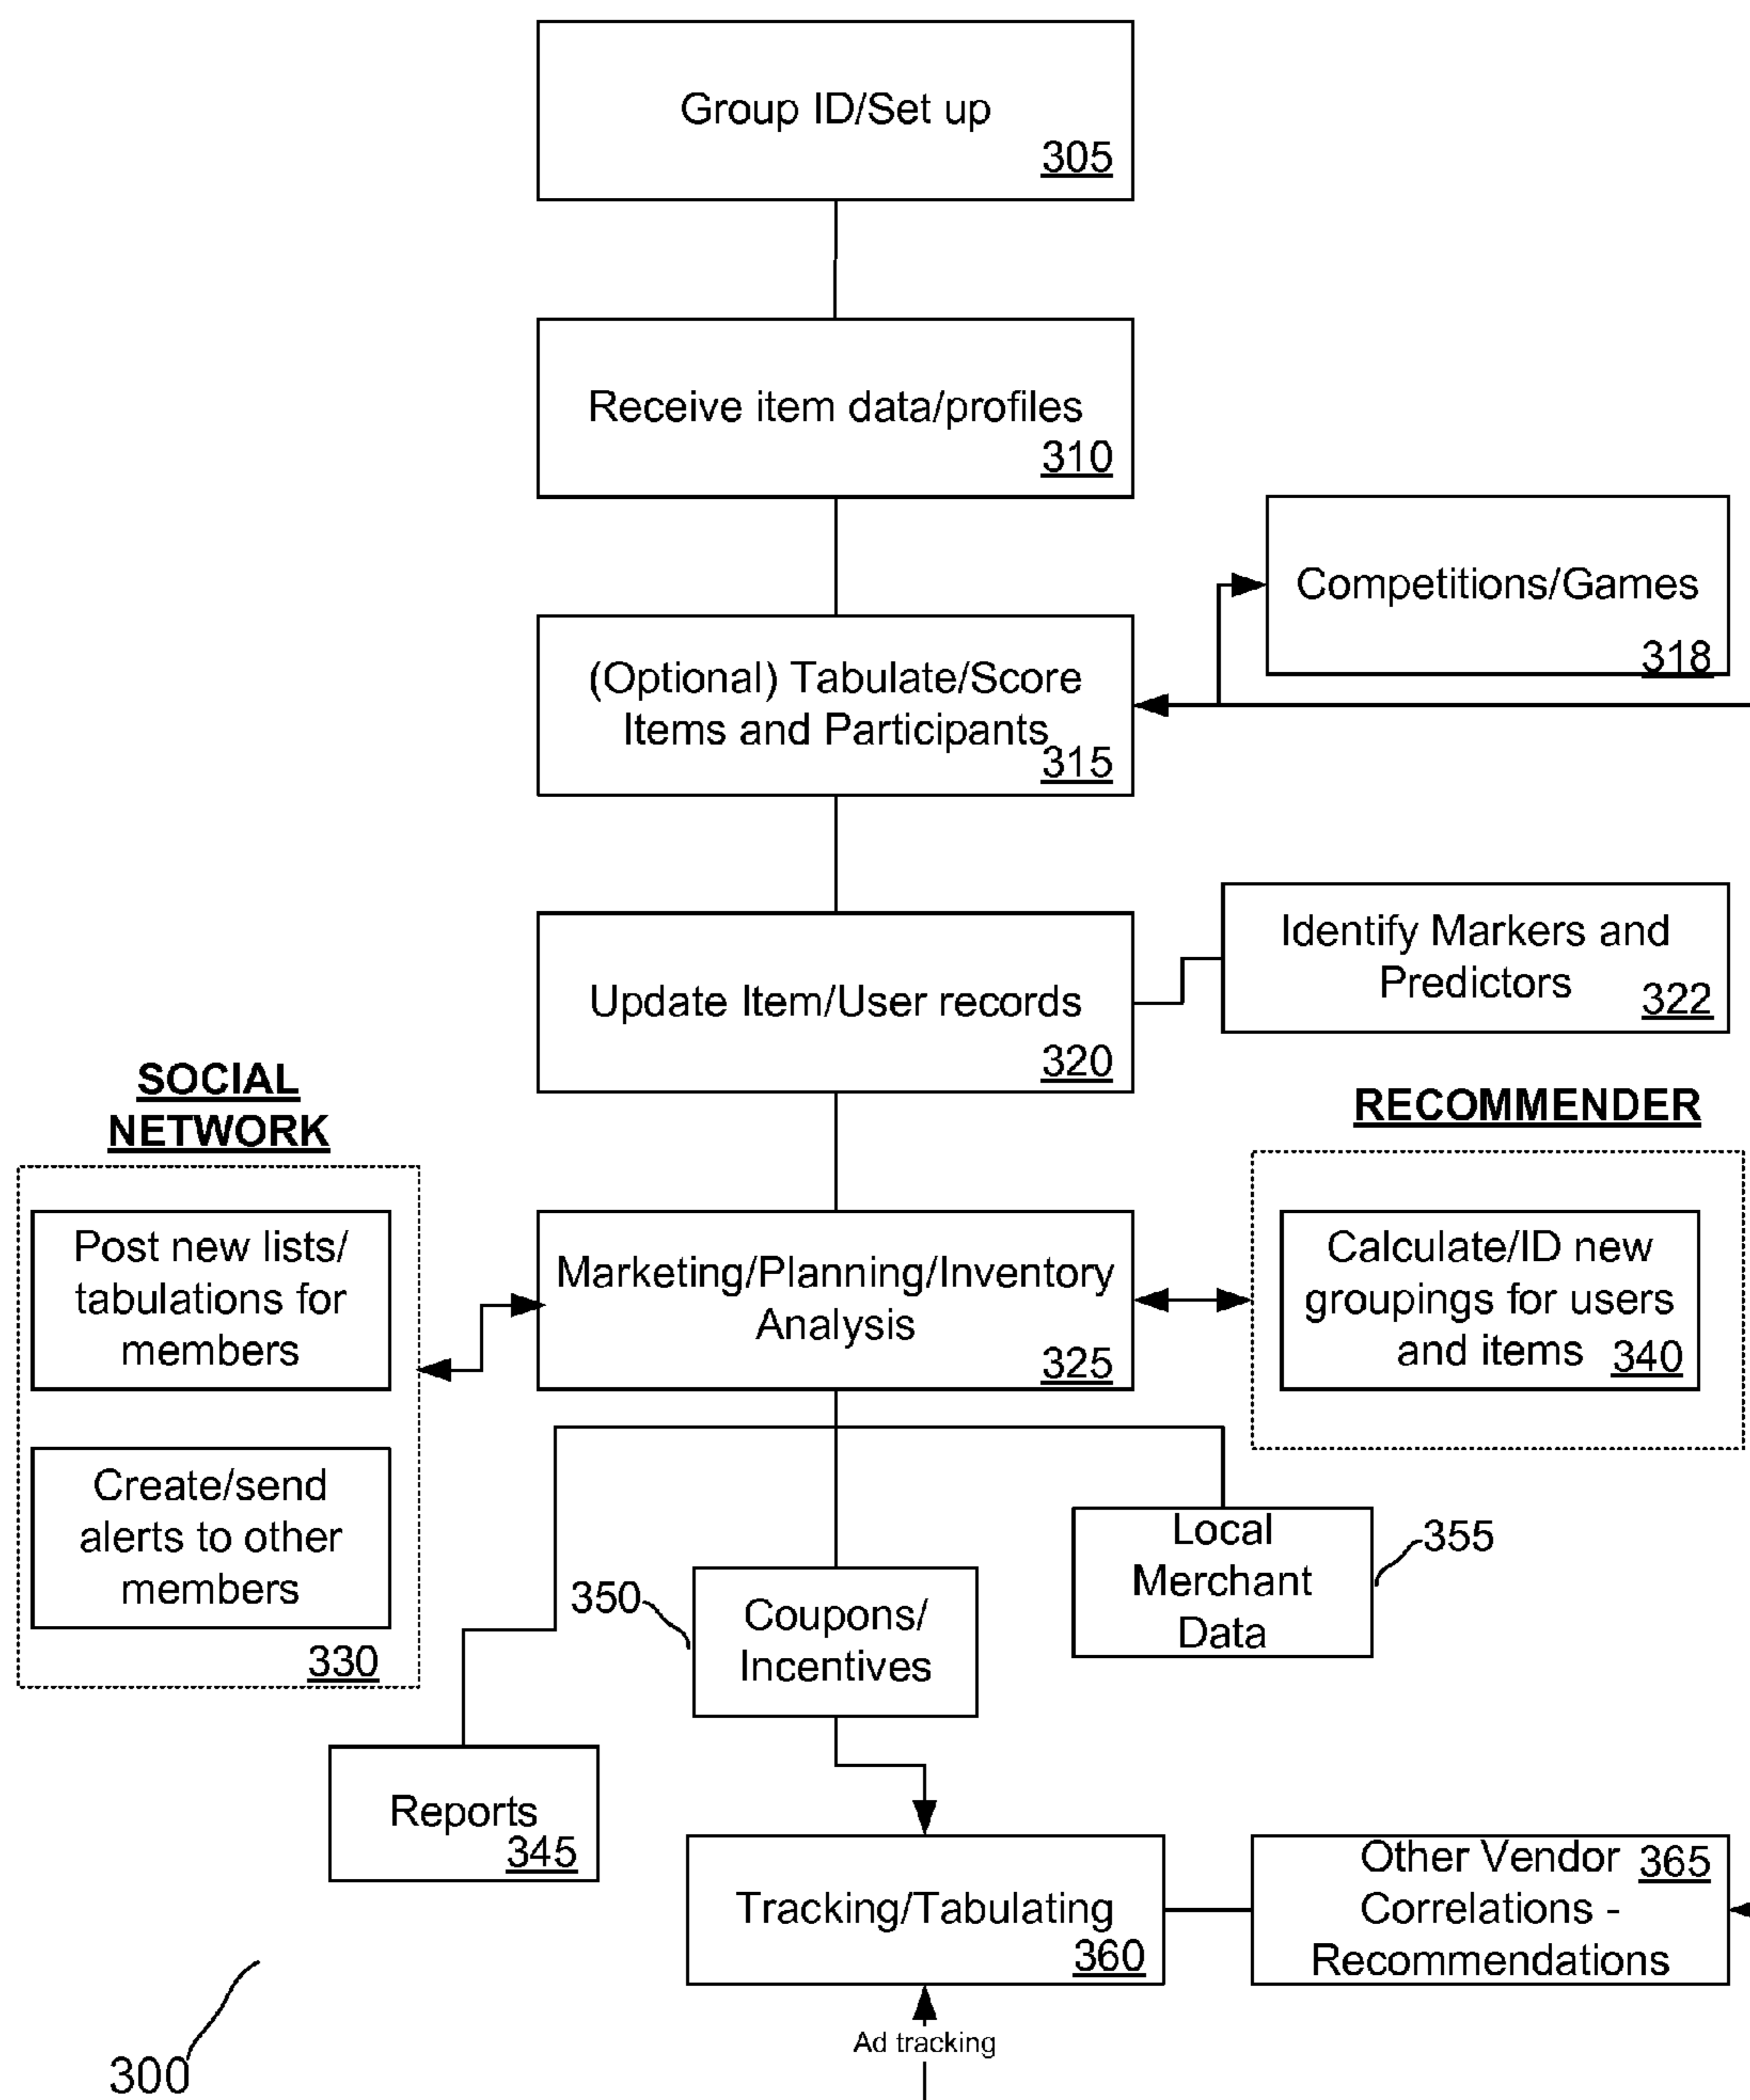 Group ID/Set up
305
Receive item data/profiles
310
Competitions/Games
318
(Optional) Tabulate/Score
Items and Participants
315
Identify Markers and
Predictors
322
Update Item/User records
320
SOCIAL
NETWORK
RECOMMENDER
Post new lists/
tabulations for
members
Marketing/Planning/Inventory
Analysis
325
Calculate/ID new
groupings for users
and items 340
Create/send
alerts to other
members
330
350
Coupons/
Incentives
Local
Merchant
Data
355
Reports
345
Tracking/Tabulating
360
Other Vendor 365
Correlations -
Recommendations
Ad tracking
300